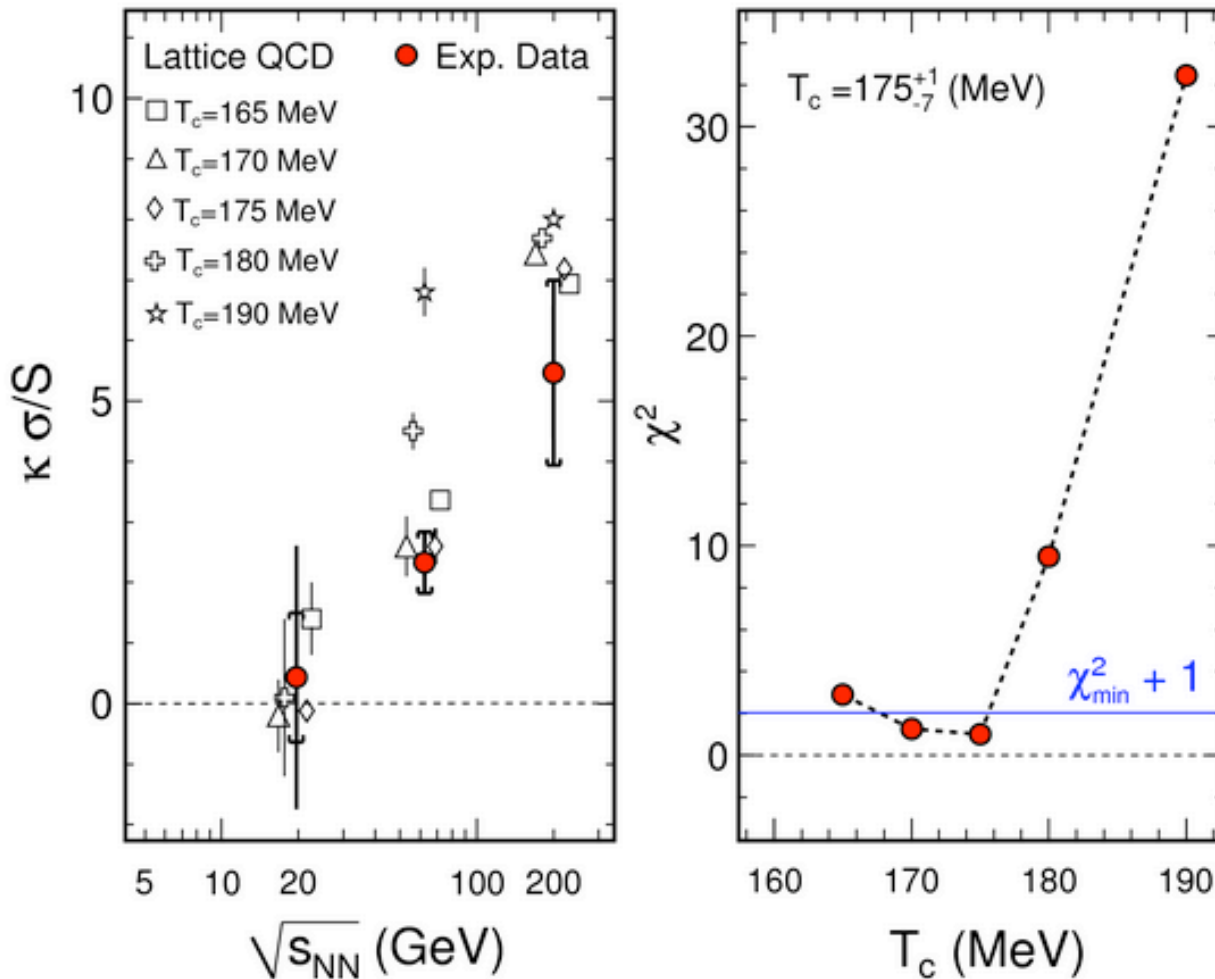 Lattice QCD
Exp. Data
T_c=165 MeV
T_c=170 MeV
T_c=175 MeV
T_c=180 MeV
T_c=190 MeV
10
5
0
κ σ/S
5 10 20 100 200
√s_NN (GeV)
T_c =175^{+1}_{-7} (MeV)
30
20
10
0
χ²
χ²_min + 1
160 170 180 190
T_c (MeV)